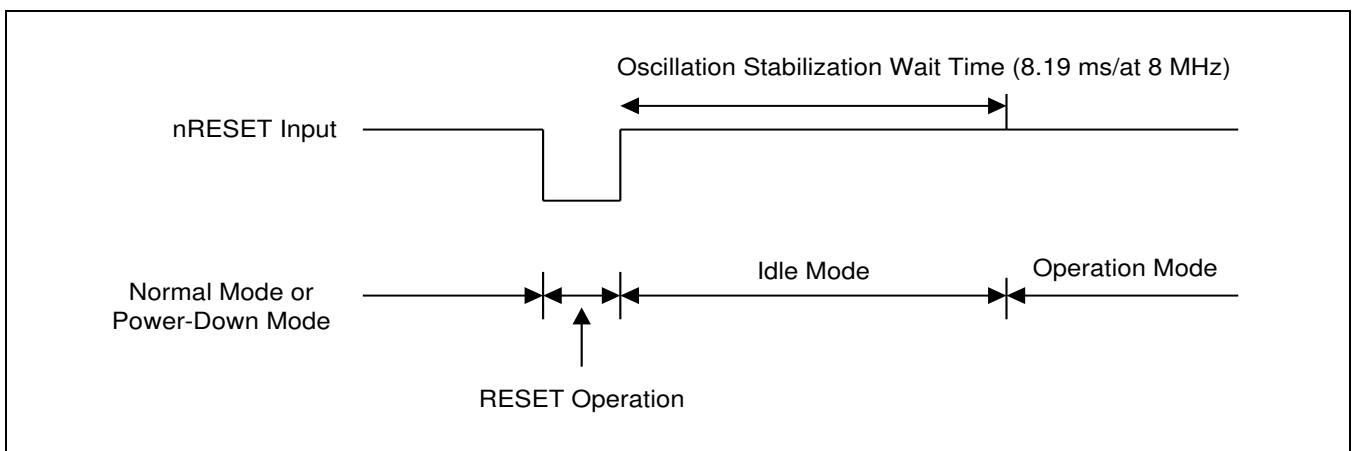 Oscillation Stabilization Wait Time (8.19 ms/at 8 MHz)
nRESET Input
Idle Mode
Operation Mode
Normal Mode or
Power-Down Mode
RESET Operation